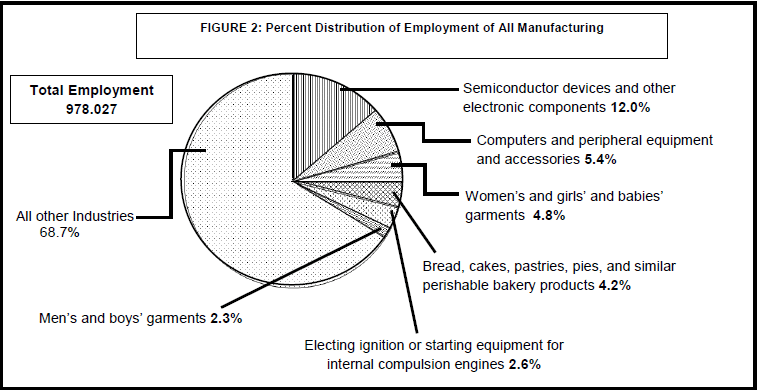 FIGURE 2: Percent Distribution of Employment of All Manufacturing
Total Employment
978.027
Semiconductor devices and other
electronic components 12.0%
Computers and peripheral equipment
and accessories 5.4%
Women's and girls' and babies'
garments 4.8%
All other Industries
68.7%
Bread, cakes, pastries, pies, and similar
perishable bakery products 4.2%
Men's and boys' garments 2.3%
Electing ignition or starting equipment for
internal compulsion engines 2.6%